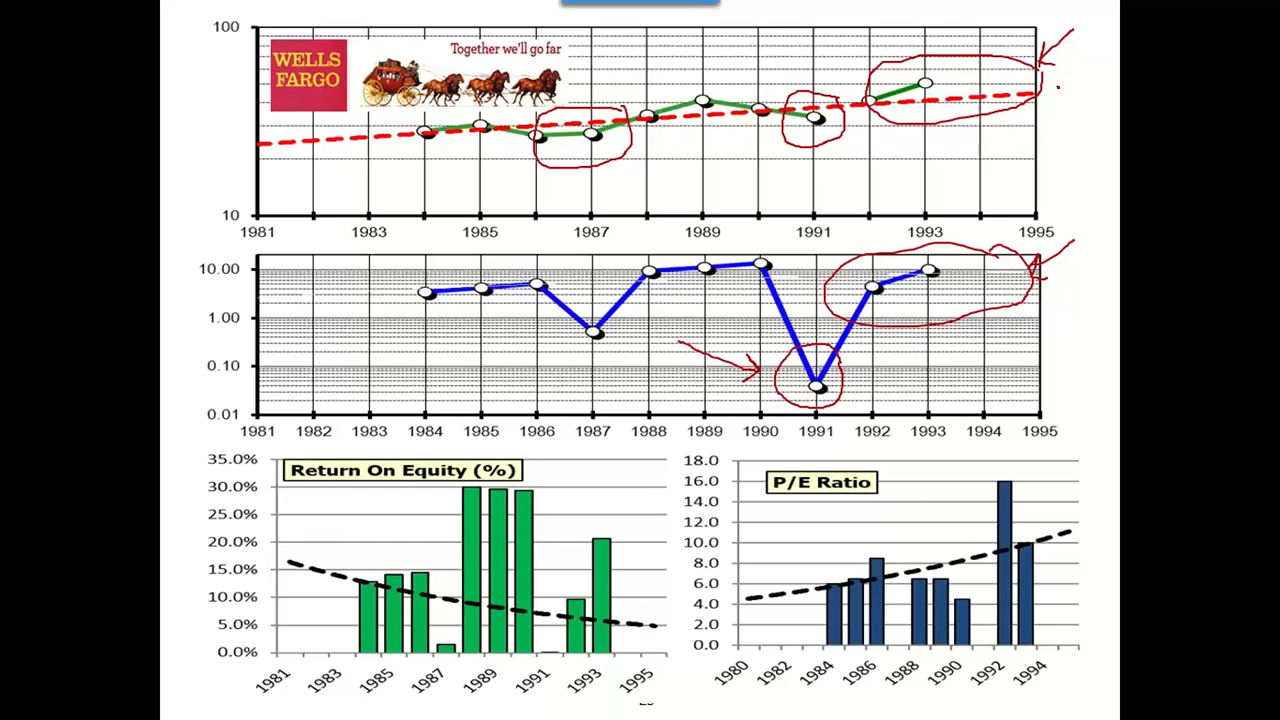 100
WELLS
FARGO
Together we'll go far
10
1981 1983 1985 1987 1989 1991 1993 1995
10.00
1.00
0.10
0.01
1981 1982 1983 1984 1985 1986 1987 1988 1989 1990 1991 1992 1993 1994 1995
Return On Equity (%)
35.0%
30.0%
25.0%
20.0%
15.0%
10.0%
5.0%
0.0%
1981 1983 1985 1987 1989 1991 1993 1995
P/E Ratio
18.0
16.0
14.0
12.0
10.0
8.0
6.0
4.0
2.0
0.0
1980 1982 1984 1986 1988 1990 1992 1994